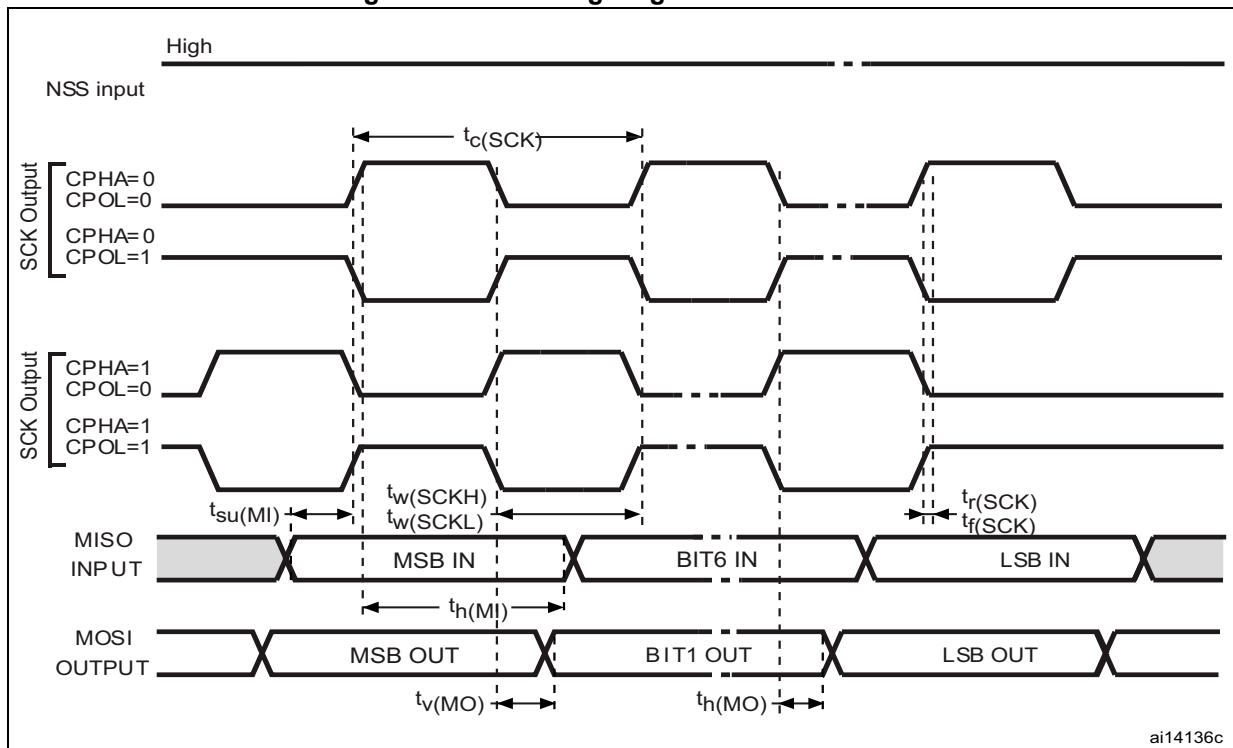 High
NSS input
tc(SCK)
SCK Output
CPHA=0
CPOL=0
CPHA=0
CPOL=1
SCK Output
CPHA=1
CPOL=0
CPHA=1
CPOL=1
tsu(MI)
tw(SCKH)
tw(SCKL)
tr(SCK)
tf(SCK)
MISO
INPUT
MSB IN
BIT6 IN
LSB IN
th(MI)
MOSI
OUTPUT
MSB OUT
BIT1 OUT
LSB OUT
tv(MO)
th(MO)
ai14136c